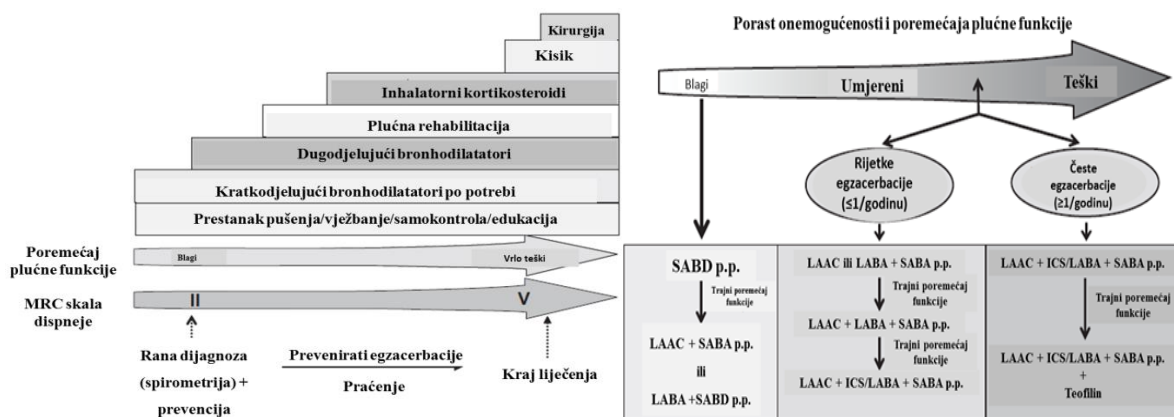 Kirurgija
Kisik
Inhalatorni kortikosteroidi
Plućna rehabilitacija
Dugodjelujući bronhodilatatori
Kratkodjelujući bronhodilatatori po potrebi
Prestanak pušenja/vježbanje/samokontrola/edukacija
Poremećaj
plućne funkcije
Blagi
Vrlo teški
MRC skala
dispneje
II
V
Rana dijagnoza
(spirometrija) +
prevencija
Prevenirati egzacerbacije
Praćenje
Kraj liječenja
Porast onemogućenosti i poremećaja plućne funkcije
Blagi
Umjereni
Teški
Rijetke
egzacerbacije
(≤1/godinu)
Česte
egzacerbacije
(≥1/godinu)
SABD p.p.
Trajni poremećaj
funkcije
LAAC + SABA p.p.
ili
LABA +SABD p.p.
LAAC ili LABA + SABA p.p.
Trajni poremećaj
funkcije
LAAC + LABA + SABA p.p.
Trajni poremećaj
funkcije
LAAC + ICS/LABA + SABA p.p.
LAAC + ICS/LABA + SABA p.p.
Trajni poremećaj
funkcije
LAAC + ICS/LABA + SABA p.p.
+
Teofilin